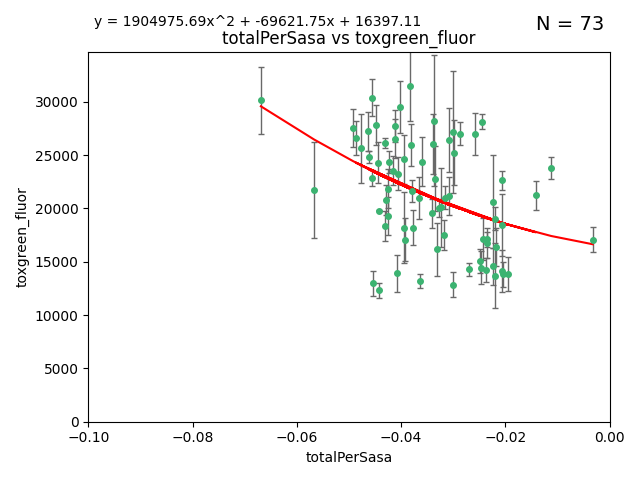 y = 1904975.69x^2 + -69621.75x + 16397.11
N = 73
totalPerSasa vs toxgreen_fluor
toxgreen_fluor
30000
25000
20000
15000
10000
5000
0
−0.10
−0.08
−0.06
−0.04
−0.02
0.00
totalPerSasa